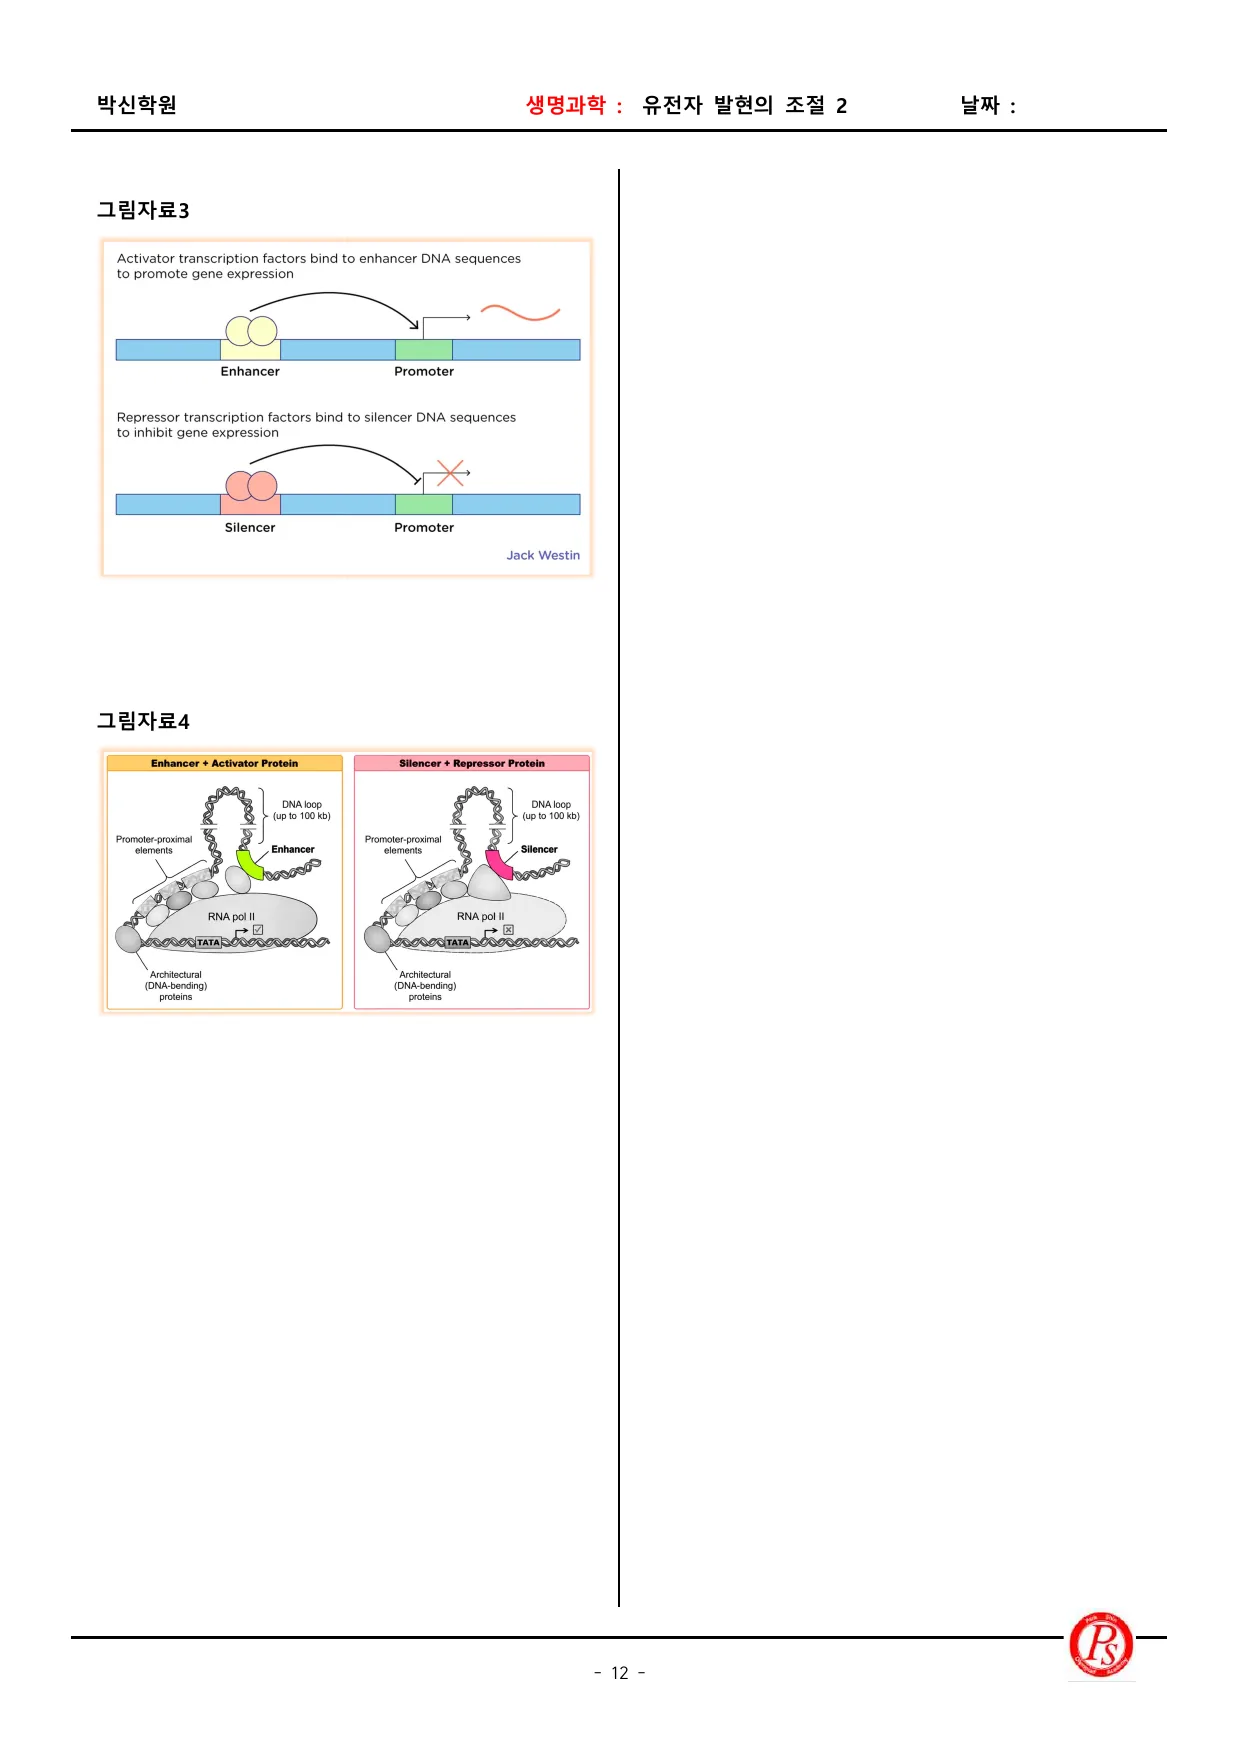 박신학원 생명과학 : 유전자 발현의 조절 2 날짜 :
그림자료3
Activator transcription factors bind to enhancer DNA sequences
to promote gene expression
Enhancer Promoter
Repressor transcription factors bind to silencer DNA sequences
to inhibit gene expression
Silencer Promoter
Jack Westin
그림자료4
Enhancer + Activator Protein
DNA loop
(up to 100 kb)
Promoter-proximal
elements
Enhancer
RNA pol II
TATA
Architectural
(DNA-bending)
proteins
Silencer + Repressor Protein
DNA loop
(up to 100 kb)
Promoter-proximal
elements
Silencer
RNA pol II
TATA
Architectural
(DNA-bending)
proteins
Park Shin
PS
Academy
- 12 -